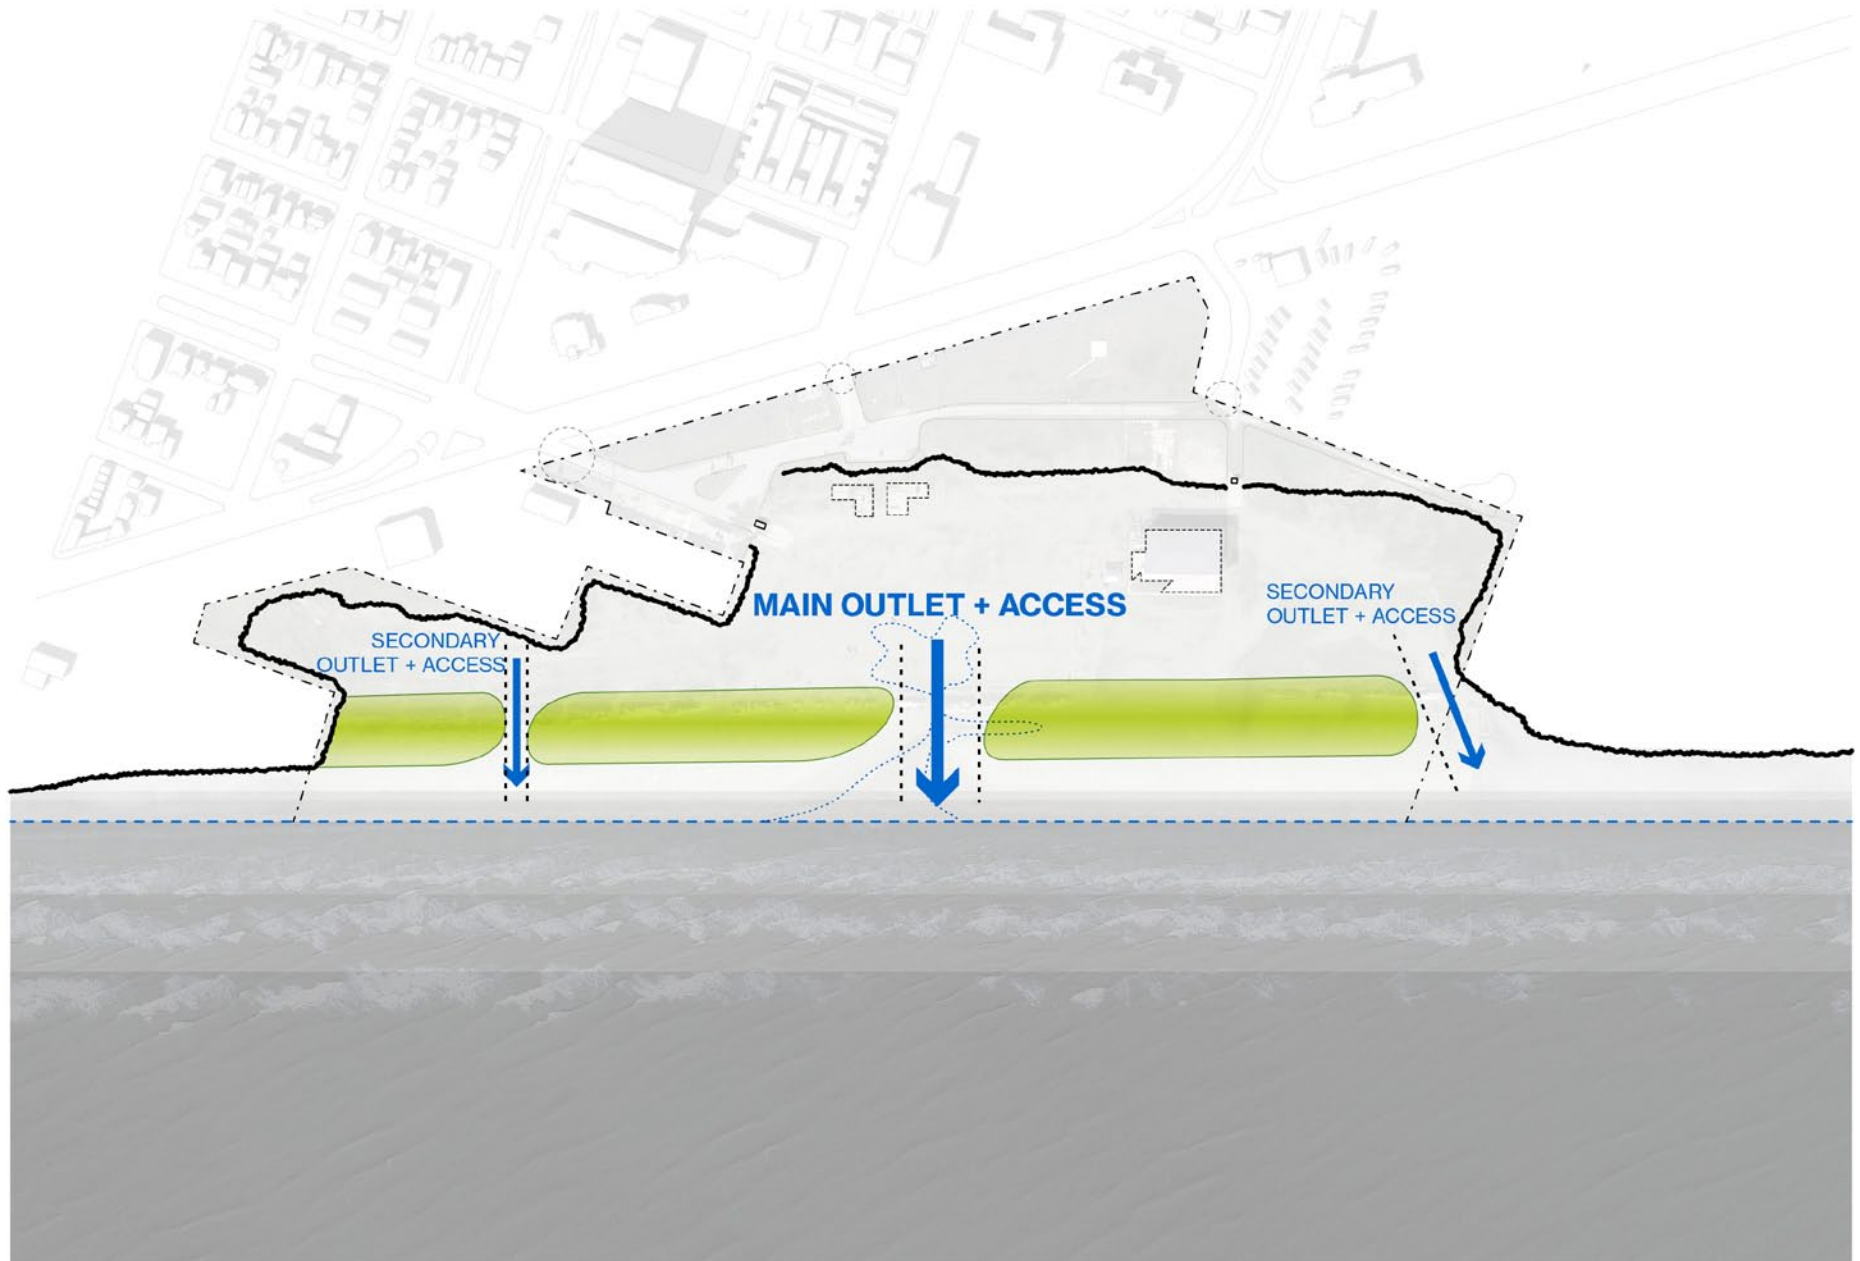 MAIN OUTLET + ACCESS
SECONDARY
OUTLET + ACCESS
SECONDARY
OUTLET + ACCESS